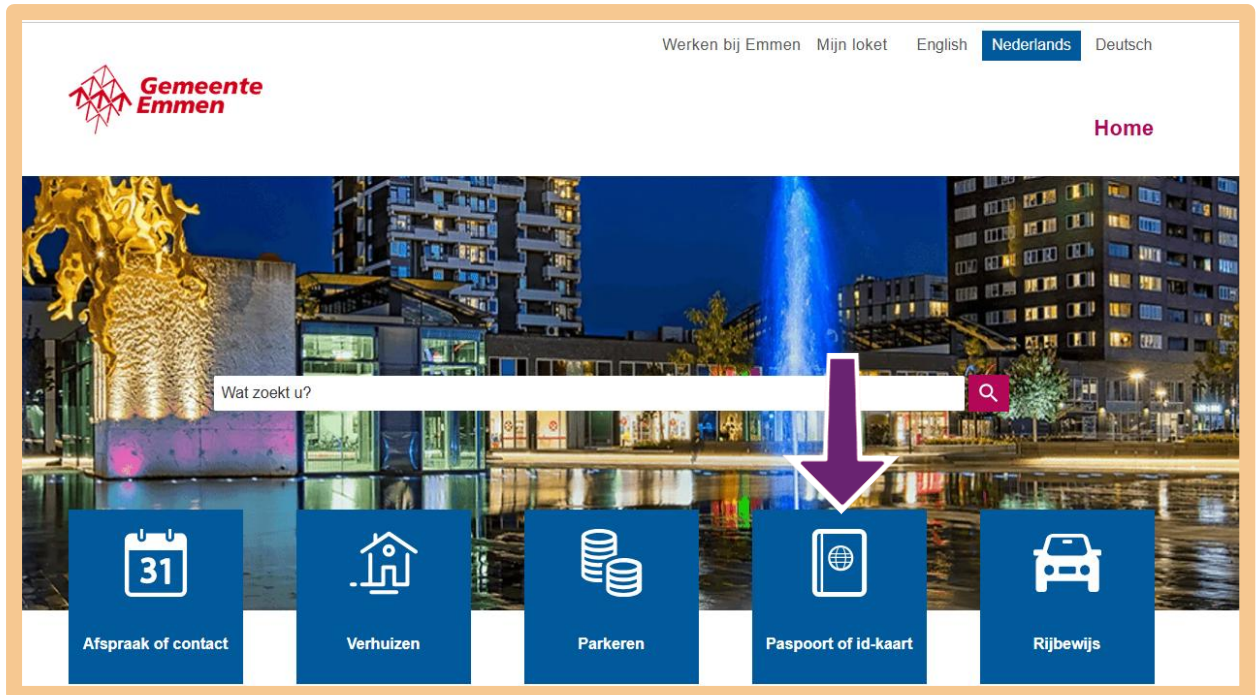 Werken bij Emmen Mijn loket English Nederlands Deutsch
Gemeente
Emmen
Home
Wat zoekt u?
31
Afspraak of contact
Verhuizen
Parkeren
Paspoort of id-kaart
Rijbewijs